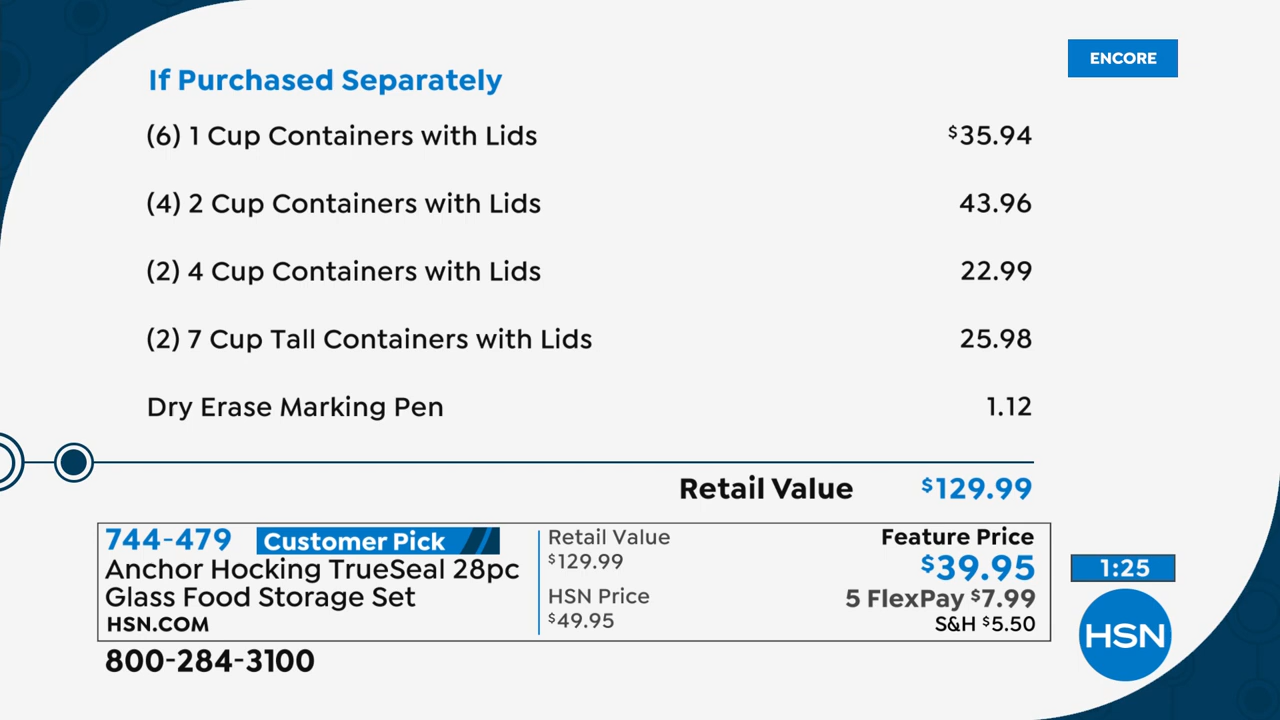 If Purchased Separately
ENCORE
(6) 1 Cup Containers with Lids $35.94
(4) 2 Cup Containers with Lids 43.96
(2) 4 Cup Containers with Lids 22.99
(2) 7 Cup Tall Containers with Lids 25.98
Dry Erase Marking Pen 1.12
Retail Value $129.99
744-479 Customer Pick
Anchor Hocking TrueSeal 28pc
Glass Food Storage Set
HSN.COM
Retail Value
$129.99
HSN Price
$49.95
Feature Price
$39.95
5 FlexPay $7.99
S&H $5.50
1:25
HSN
800-284-3100